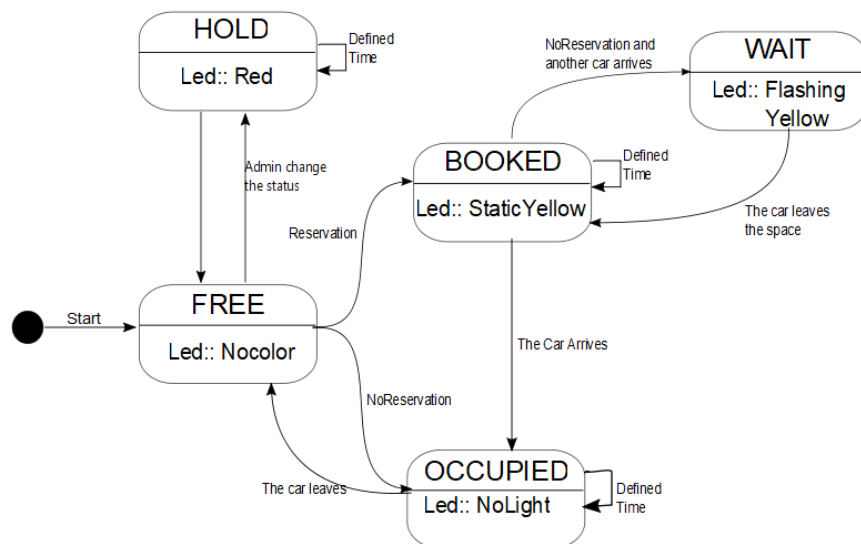 HOLD
Led:: Red
Defined
Time
NoReservation and
another car arrives
WAIT
Led:: Flashing
Yellow
Admin change
the status
BOOKED
Led:: StaticYellow
Defined
Time
The car leaves
the space
Reservation
FREE
Led:: Nocolor
Start
The Car Arrives
NoReservation
The car leaves
OCCUPIED
Led:: NoLight
Defined
Time